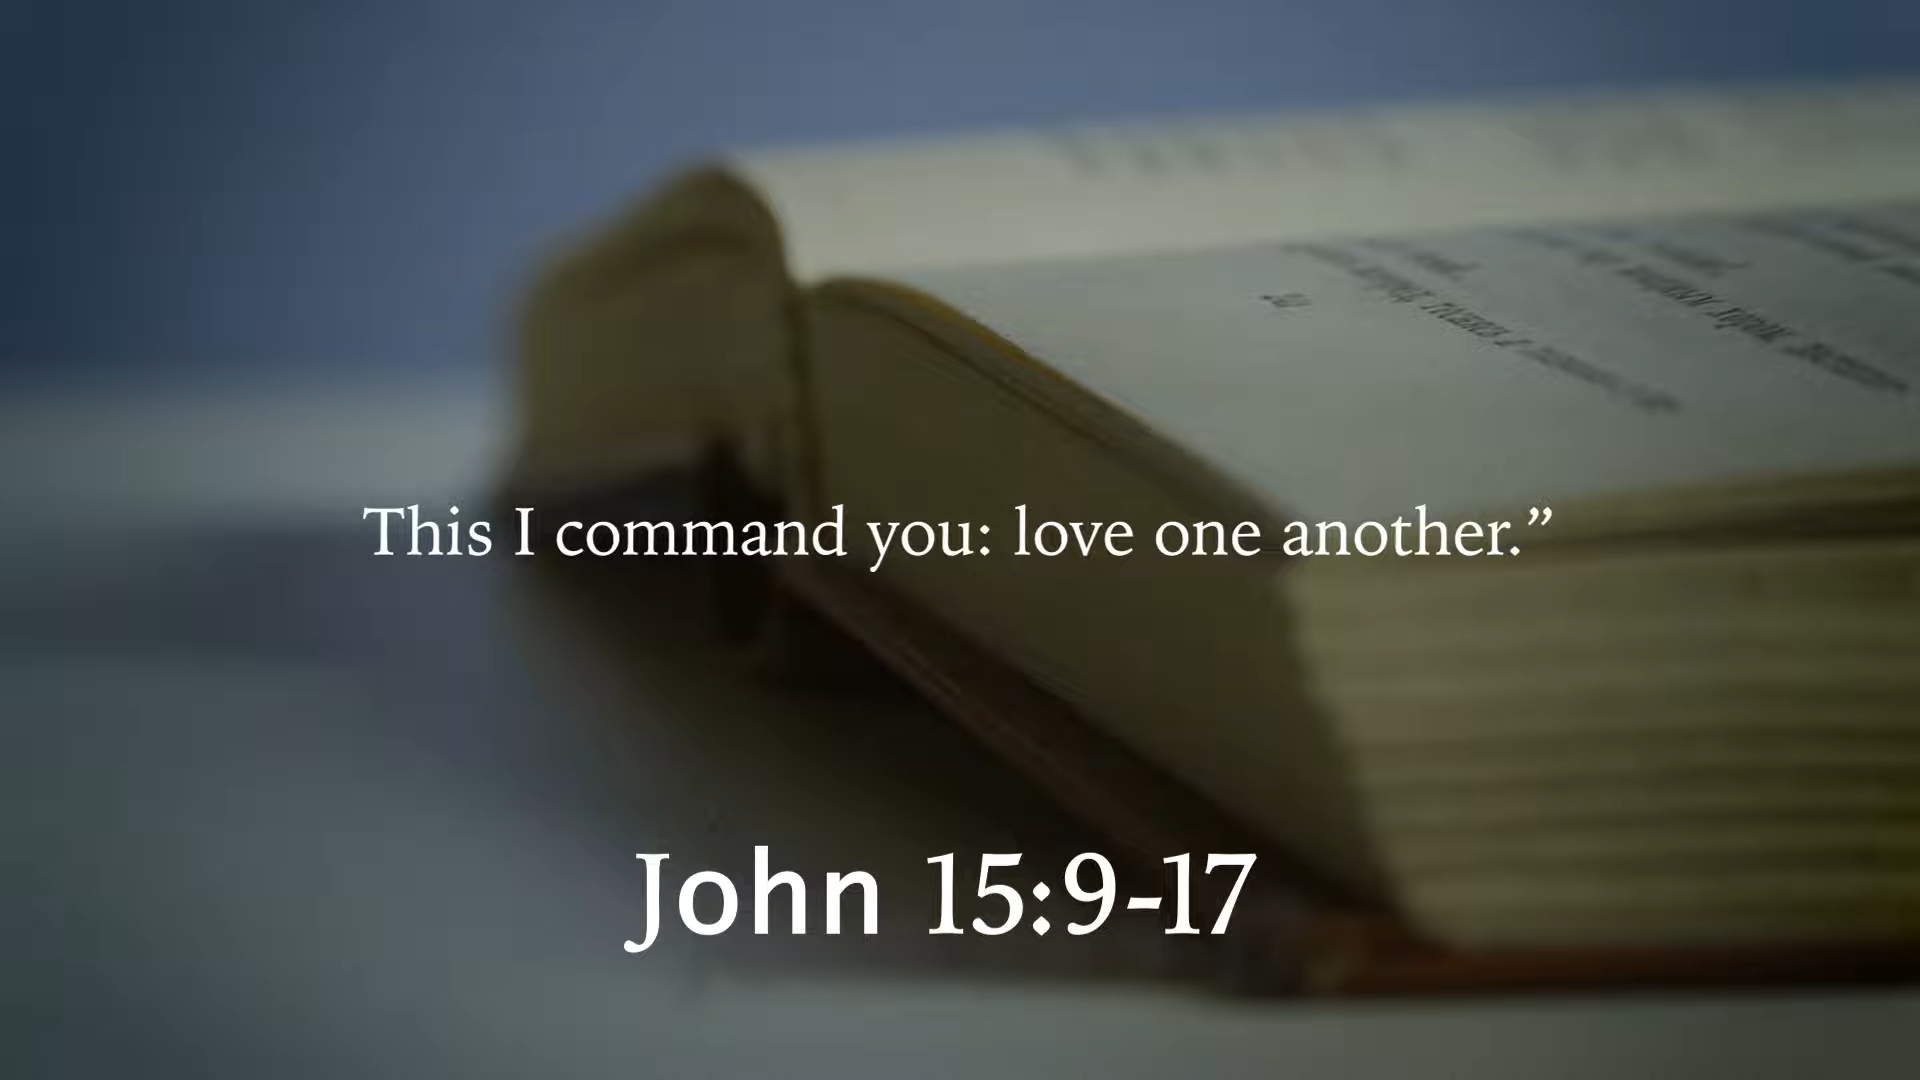 This I command you: love one another.”
John 15:9-17